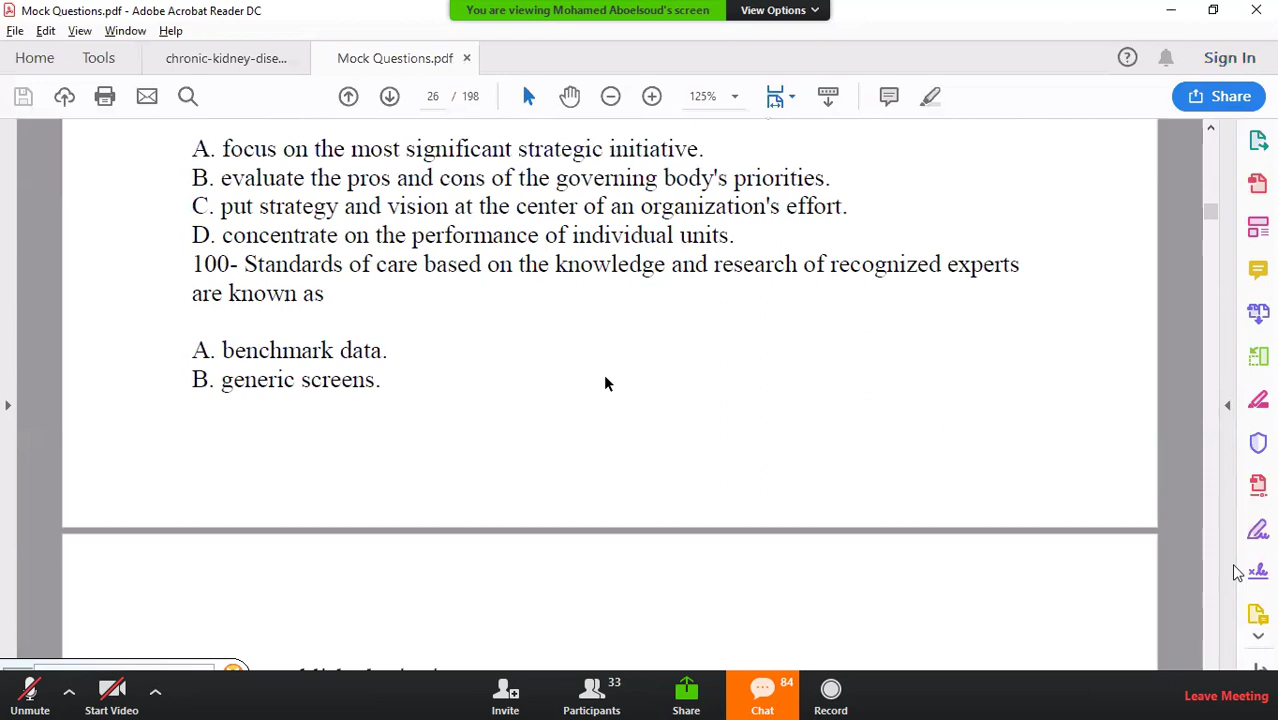 Mock Questions.pdf - Adobe Acrobat Reader DC
You are viewing Mohamed Aboelsoud's screen
View Options
File Edit View Window Help
Home Tools chronic-kidney-dise... Mock Questions.pdf Sign In
26 / 198 125% Share
A. focus on the most significant strategic initiative.
B. evaluate the pros and cons of the governing body's priorities.
C. put strategy and vision at the center of an organization's effort.
D. concentrate on the performance of individual units.
100- Standards of care based on the knowledge and research of recognized experts
are known as
A. benchmark data.
B. generic screens.
33 84
Unmute Start Video Invite Participants Share Chat Record Leave Meeting